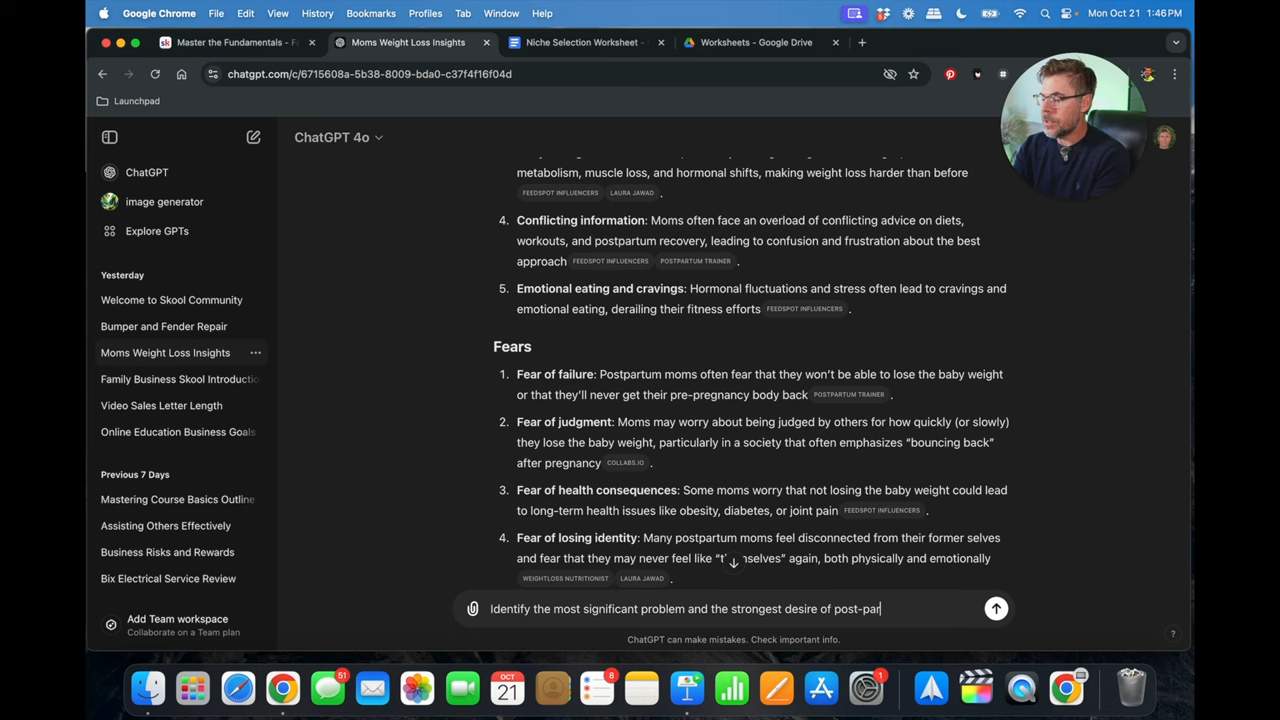 Google Chrome File Edit View History Bookmarks Profiles Tab Window Help Mon Oct 21 1:46 PM
Master the Fundamentals - F Moms Weight Loss Insights Niche Selection Worksheet - Worksheets - Google Drive
chatgpt.com/c/6715608a-5b38-8009-bda0-c37f4f16f04d
Launchpad
ChatGPT 4o
ChatGPT
image generator
Explore GPTs
Yesterday
Welcome to Skool Community
Bumper and Fender Repair
Moms Weight Loss Insights
Family Business Skool Introductio
Video Sales Letter Length
Online Education Business Goals
Previous 7 Days
Mastering Course Basics Outline
Assisting Others Effectively
Business Risks and Rewards
Bix Electrical Service Review
Add Team workspace
Collaborate on a Team plan
metabolism, muscle loss, and hormonal shifts, making weight loss harder than before
FEEDSPOT INFLUENCERS LAURA JAWAD .
4. Conflicting information: Moms often face an overload of conflicting advice on diets,
workouts, and postpartum recovery, leading to confusion and frustration about the best
approach FEEDSPOT INFLUENCERS POSTPARTUM TRAINER .
5. Emotional eating and cravings: Hormonal fluctuations and stress often lead to cravings and
emotional eating, derailing their fitness efforts FEEDSPOT INFLUENCERS .
Fears
1. Fear of failure: Postpartum moms often fear that they won't be able to lose the baby weight
or that they'll never get their pre-pregnancy body back POSTPARTUM TRAINER .
2. Fear of judgment: Moms may worry about being judged by others for how quickly (or slowly)
they lose the baby weight, particularly in a society that often emphasizes “bouncing back”
after pregnancy COLLABS.IO .
3. Fear of health consequences: Some moms worry that not losing the baby weight could lead
to long-term health issues like obesity, diabetes, or joint pain FEEDSPOT INFLUENCERS .
4. Fear of losing identity: Many postpartum moms feel disconnected from their former selves
and fear that they may never feel like again, both physically and emotionally
WEIGHTLOSS NUTRITIONIST LAURA JAWAD .
Identify the most significant problem and the strongest desire of post-par
ChatGPT can make mistakes. Check important info.
?
51
OCT
21
8
1